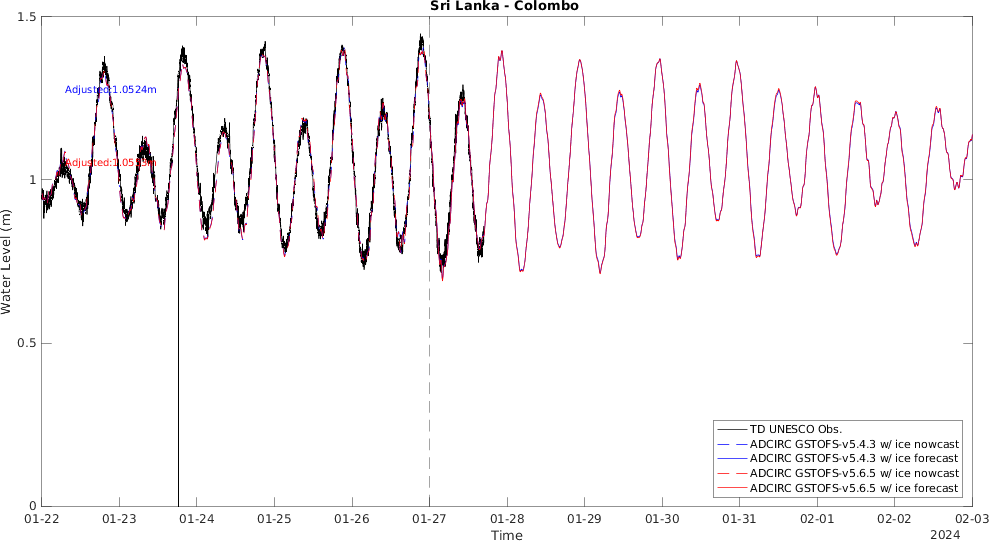 Sri Lanka - Colombo
1.5
Adjusted:1.0524m
1
0.5
0
Water Level (m)
TD UNESCO Obs.
ADCIRC GSTOFS-v5.4.3 w/ ice nowcast
ADCIRC GSTOFS-v5.4.3 w/ ice forecast
ADCIRC GSTOFS-v5.6.5 w/ ice nowcast
ADCIRC GSTOFS-v5.6.5 w/ ice forecast
01-22 01-23 01-24 01-25 01-26 01-27 01-28 01-29 01-30 01-31 02-01 02-02 02-03
Time
2024